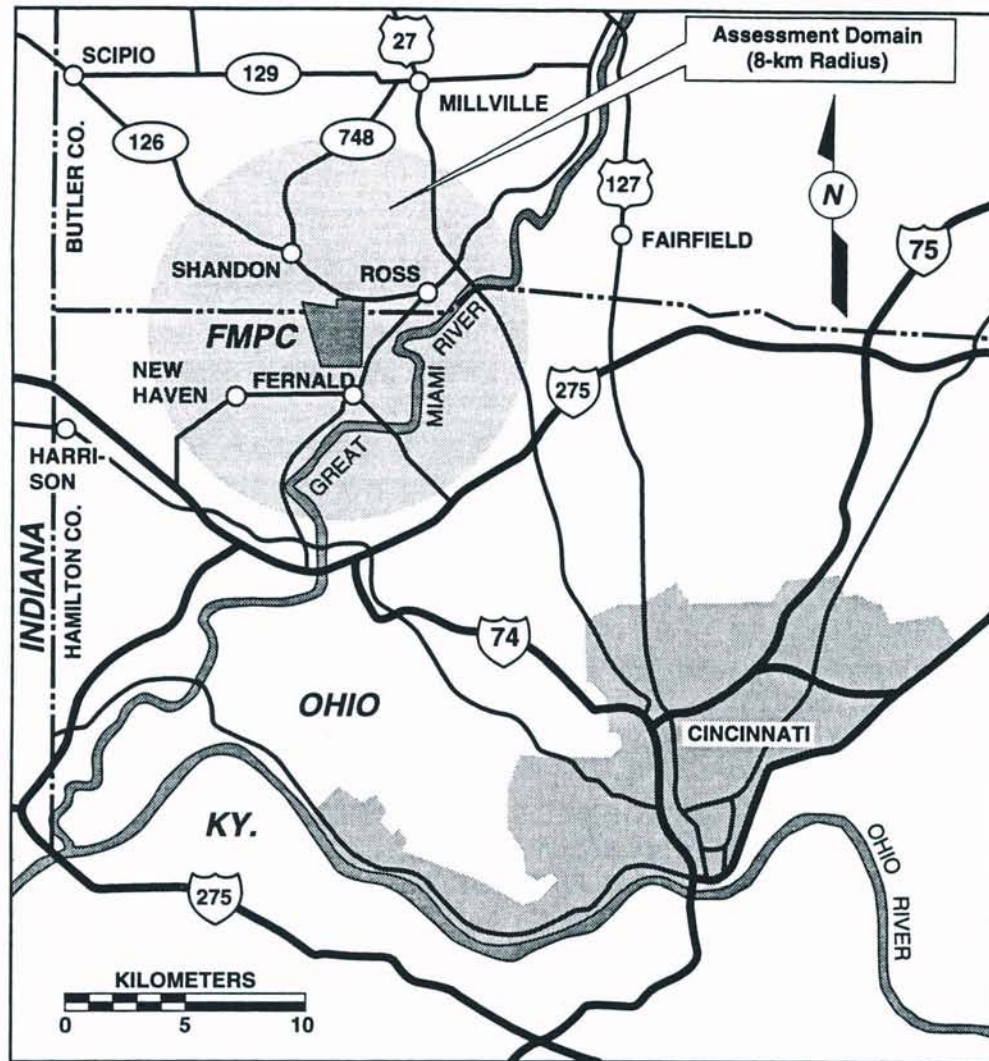 Assessment Domain
(8-km Radius)
27
SCIPIO
129
MILLVILLE
126
748
BUTLER CO.
127
N
FAIRFIELD
75
SHANDON
ROSS
FMPC
GREAT MIAMI RIVER
NEW
HAVEN
FERNALD
275
HARRI-
SON
INDIANA
HAMILTON CO.
74
OHIO
CINCINNATI
KY.
OHIO RIVER
275
KILOMETERS
0 5 10